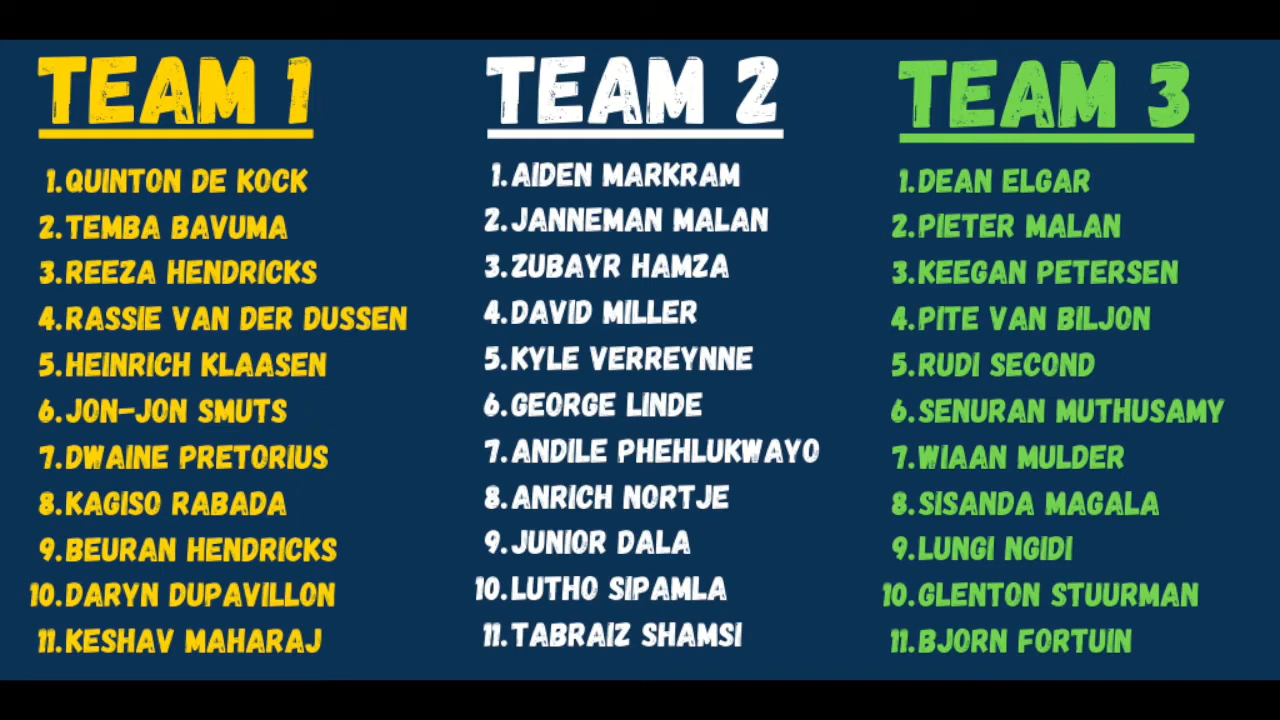 TEAM 1
1. QUINTON DE KOCK
2. TEMBA BAVUMA
3. REEZA HENDRICKS
4. RASSIE VAN DER DUSSEN
5. HEINRICH KLAASEN
6. JON-JON SMUTS
7. DWAINE PRETORIUS
8. KAGISO RABADA
9. BEURAN HENDRICKS
10. DARYN DUPAVILLON
11. KESHAV MAHARAJ
TEAM 2
1. AIDEN MARKRAM
2. JANNEMAN MALAN
3. ZUBAYR HAMZA
4. DAVID MILLER
5. KYLE VERREYNNE
6. GEORGE LINDE
7. ANDILE PHEHLUKWAYO
8. ANRICH NORTJE
9. JUNIOR DALA
10. LUTHO SIPAMLA
11. TABRAIZ SHAMSI
TEAM 3
1. DEAN ELGAR
2. PIETER MALAN
3. KEEGAN PETERSEN
4. PITE VAN BILJON
5. RUDI SECOND
6. SENURAN MUTHUSAMY
7. WIAAN MULDER
8. SISANDA MAGALA
9. LUNGI NGIDI
10. GLENTON STUURMAN
11. BJORN FORTUIN